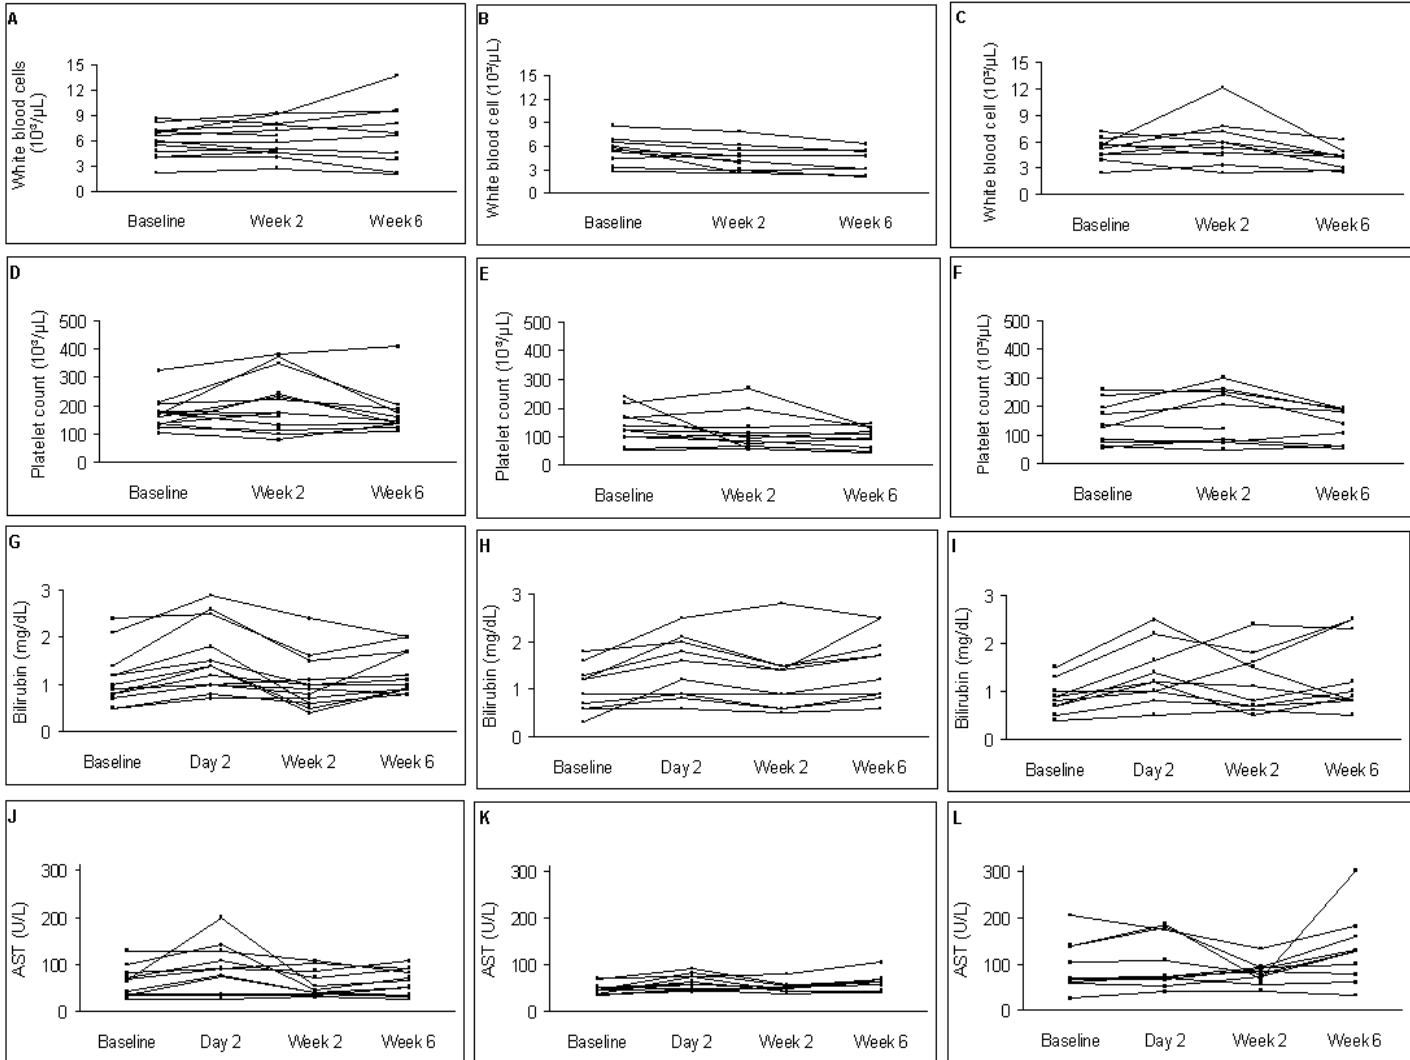 A
White blood cells
(10³/µL)
15
12
9
6
3
0
Baseline Week 2 Week 6
B
White blood cell (10³/µL)
15
12
9
6
3
0
Baseline Week 2 Week 6
C
White blood cell (10³/µL)
15
12
9
6
3
0
Baseline Week 2 Week 6
D
Platelet count (10³/µL)
500
400
300
200
100
0
Baseline Week 2 Week 6
E
Platelet count (10³/µL)
500
400
300
200
100
0
Baseline Week 2 Week 6
F
Platelet count (10³/µL)
500
400
300
200
100
0
Baseline Week 2 Week 6
G
Bilirubin (mg/dL)
3
2
1
0
Baseline Day 2 Week 2 Week 6
H
Bilirubin (mg/dL)
3
2
1
0
Baseline Day 2 Week 2 Week 6
I
Bilirubin (mg/dL)
3
2
1
0
Baseline Day 2 Week 2 Week 6
J
AST (U/L)
300
200
100
0
Baseline Day 2 Week 2 Week 6
K
AST (U/L)
300
200
100
0
Baseline Day 2 Week 2 Week 6
L
AST (U/L)
300
200
100
0
Baseline Day 2 Week 2 Week 6